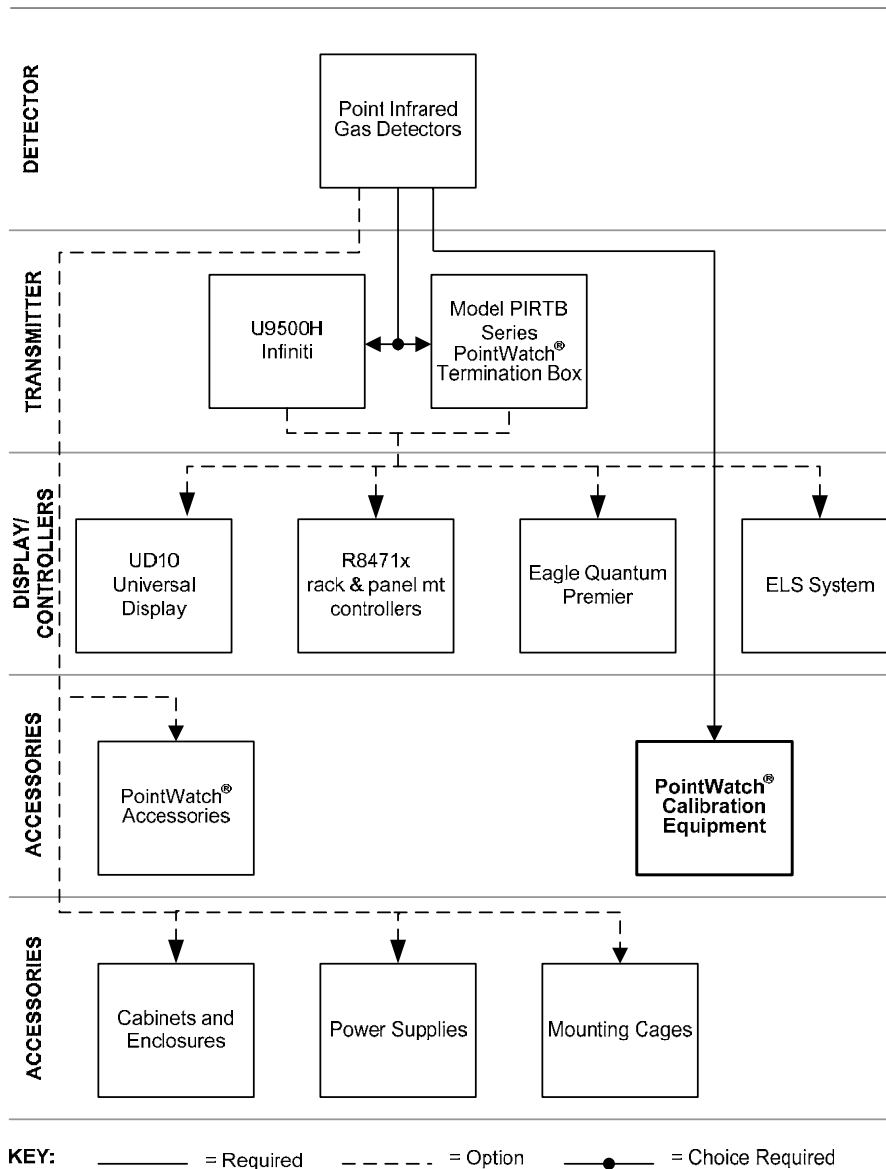 DETECTOR
Point Infrared
Gas Detectors
TRANSMITTER
U9500H
Infiniti
Model PIRTB
Series
PointWatch®
Termination Box
DISPLAY/
CONTROLLERS
UD10
Universal
Display
R8471x
rack & panel mt
controllers
Eagle Quantum
Premier
ELS System
ACCESSORIES
PointWatch®
Accessories
PointWatch®
Calibration
Equipment
ACCESSORIES
Cabinets and
Enclosures
Power Supplies
Mounting Cages
KEY: = Required = Option = Choice Required